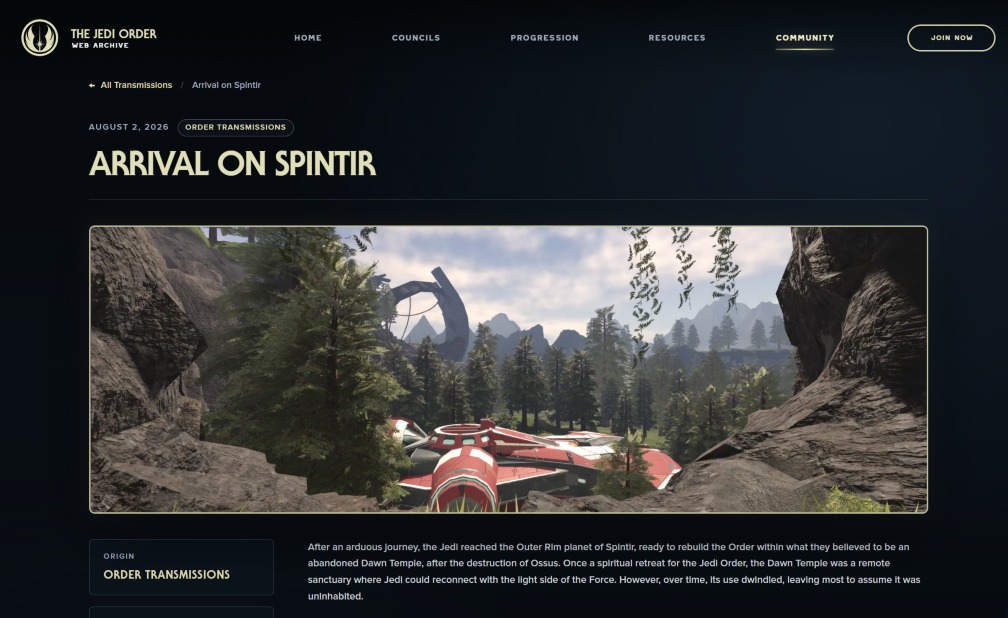 THE JEDI ORDER
WEB ARCHIVE
HOME
COUNCILS
PROGRESSION
RESOURCES
COMMUNITY
JOIN NOW
← All Transmissions / Arrival on Spintir
AUGUST 2, 2026
ORDER TRANSMISSIONS
ARRIVAL ON SPINTIR
ORIGIN
ORDER TRANSMISSIONS
After an arduous journey, the Jedi reached the Outer Rim planet of Spintir, ready to rebuild the Order within what they believed to be an
abandoned Dawn Temple, after the destruction of Ossus. Once a spiritual retreat for the Jedi Order, the Dawn Temple was a remote
sanctuary where Jedi could reconnect with the light side of the Force. However, over time, its use dwindled, leaving most to assume it was
uninhabited.